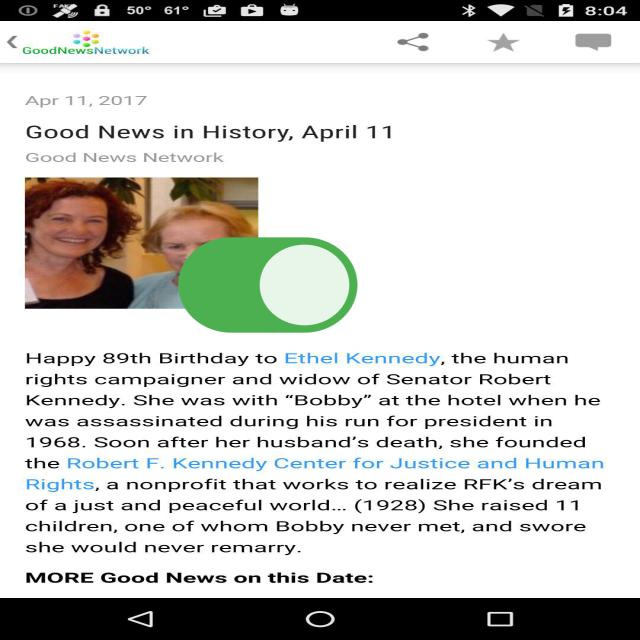 50° 61° 8:04
GoodNewsNetwork
Apr 11, 2017
Good News in History, April 11
Good News Network
Happy 89th Birthday to Ethel Kennedy, the human
rights campaigner and widow of Senator Robert
Kennedy. She was with “Bobby” at the hotel when he
was assassinated during his run for president in
1968. Soon after her husband’s death, she founded
the Robert F. Kennedy Center for Justice and Human
Rights, a nonprofit that works to realize RFK’s dream
of a just and peaceful world... (1928) She raised 11
children, one of whom Bobby never met, and swore
she would never remarry.
MORE Good News on this Date: